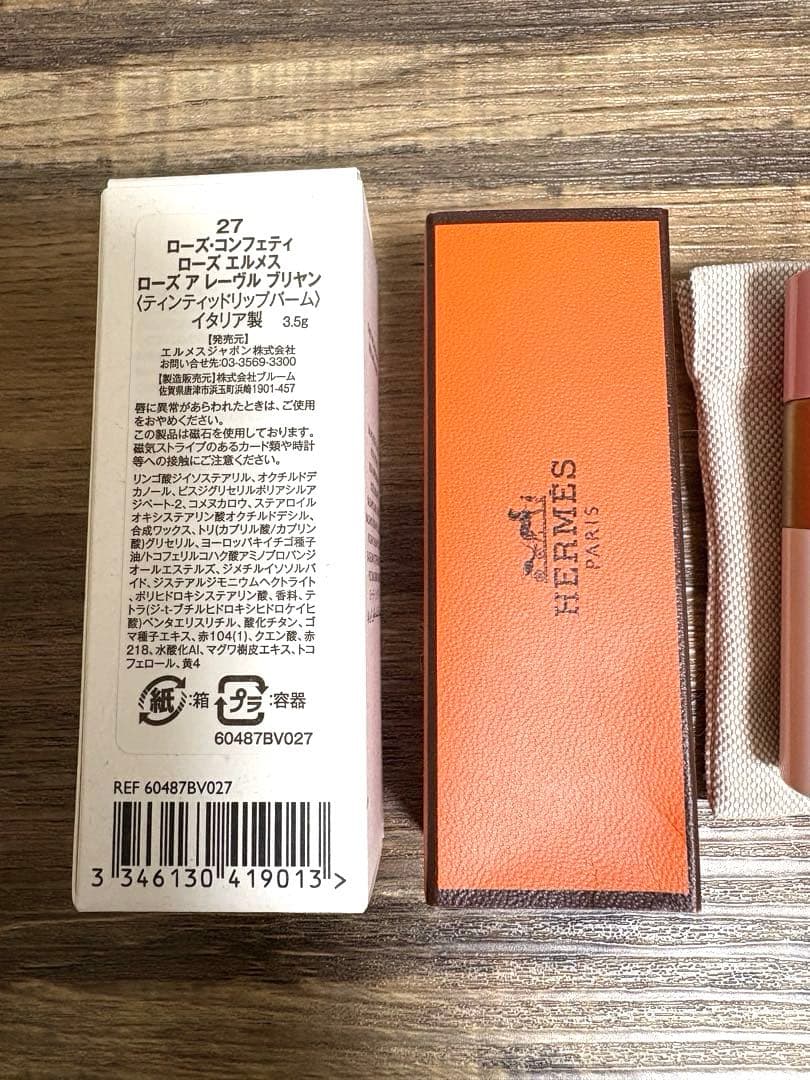 27
ローズ・コンフェティ
ローズ エルメス
ローズ ア レーヴル ブリヤン
〈ティンティッドリップバーム〉
イタリア製 3.5g
【発売元】
エルメスジャポン株式会社
お問い合せ先:03-3569-3300
【製造販売元】株式会社ブルーム
佐賀県唐津市浜玉町浜崎1901-457
唇に異常があらわれたときは、ご使用
をおやめください。
この製品は磁石を使用しております。
磁気ストライプのあるカード類や時計
等への接触にご注意ください。
リンゴ酸ジイソステアリル、オクチルドデ
カノール、ビスジグリセリルポリアシルア
ジペート-2、コメヌカロウ、ステアロイル
オキシステアリン酸オクチルドデシル、
合成ワックス、トリ(カプリル酸/カプリン
酸)グリセリル、ヨーロッパキイチゴ種子
油/トコフェリルコハク酸アミノプロパンジ
オールエステルズ、ジメチルイソソルバ
イド、ジステアルジモニウムヘクトライト
、ポリヒドロキシステアリン酸、香料、テ
トラ(ジ-t-ブチルヒドロキシヒドロケイヒ
酸)ペンタエリスリチル、酸化チタン、ゴ
マ種子エキス、赤104(1)、クエン酸、赤
218、水酸化Al、マグワ樹皮エキス、トコ
フェロール、黄4
紙:箱 プラ:容器
60487BV027
REF 60487BV027
3 346130 419013 >
HERMÈS
PARIS